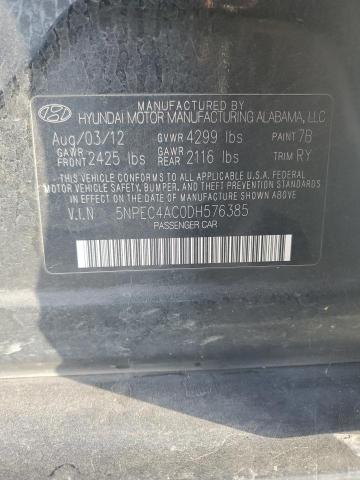 MANUFACTURED BY
HYUNDAI MOTOR MANUFACTURING ALABAMA, LLC
Aug/03/12 GVWR 4299 lbs PAINT 7B
GAWR FRONT 2425 lbs GAWR REAR 2116 lbs TRIM RY
THIS VEHICLE CONFORMS TO ALL APPLICABLE U.S.A. FEDERAL
MOTOR VEHICLE SAFETY, BUMPER, AND THEFT PREVENTION
STANDARDS IN EFFECT ON THE DATE OF MANUFACTURE SHOWN ABOVE.
V.I.N 5NPEC4AC0DH576385
PASSENGER CAR